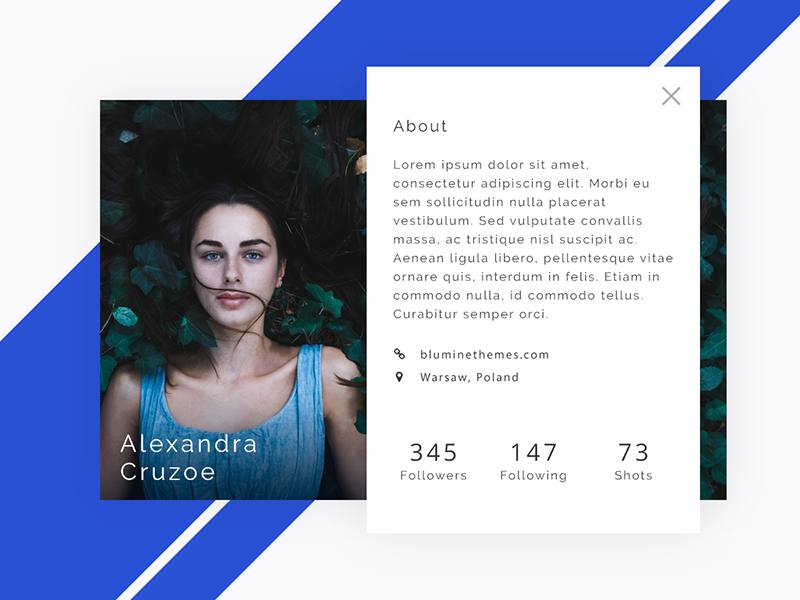 Alexandra
Cruzoe
About
Lorem ipsum dolor sit amet,
consectetur adipiscing elit. Morbi eu
sem sollicitudin nulla placerat
vestibulum. Sed vulputate convallis
massa, ac tristique nisl suscipit ac.
Aenean ligula libero, pellentesque vitae
ornare quis, interdum in felis. Etiam in
commodo nulla, id commodo tellus.
Curabitur semper orci.
bluminethemes.com
Warsaw, Poland
345 147 73
Followers Following Shots